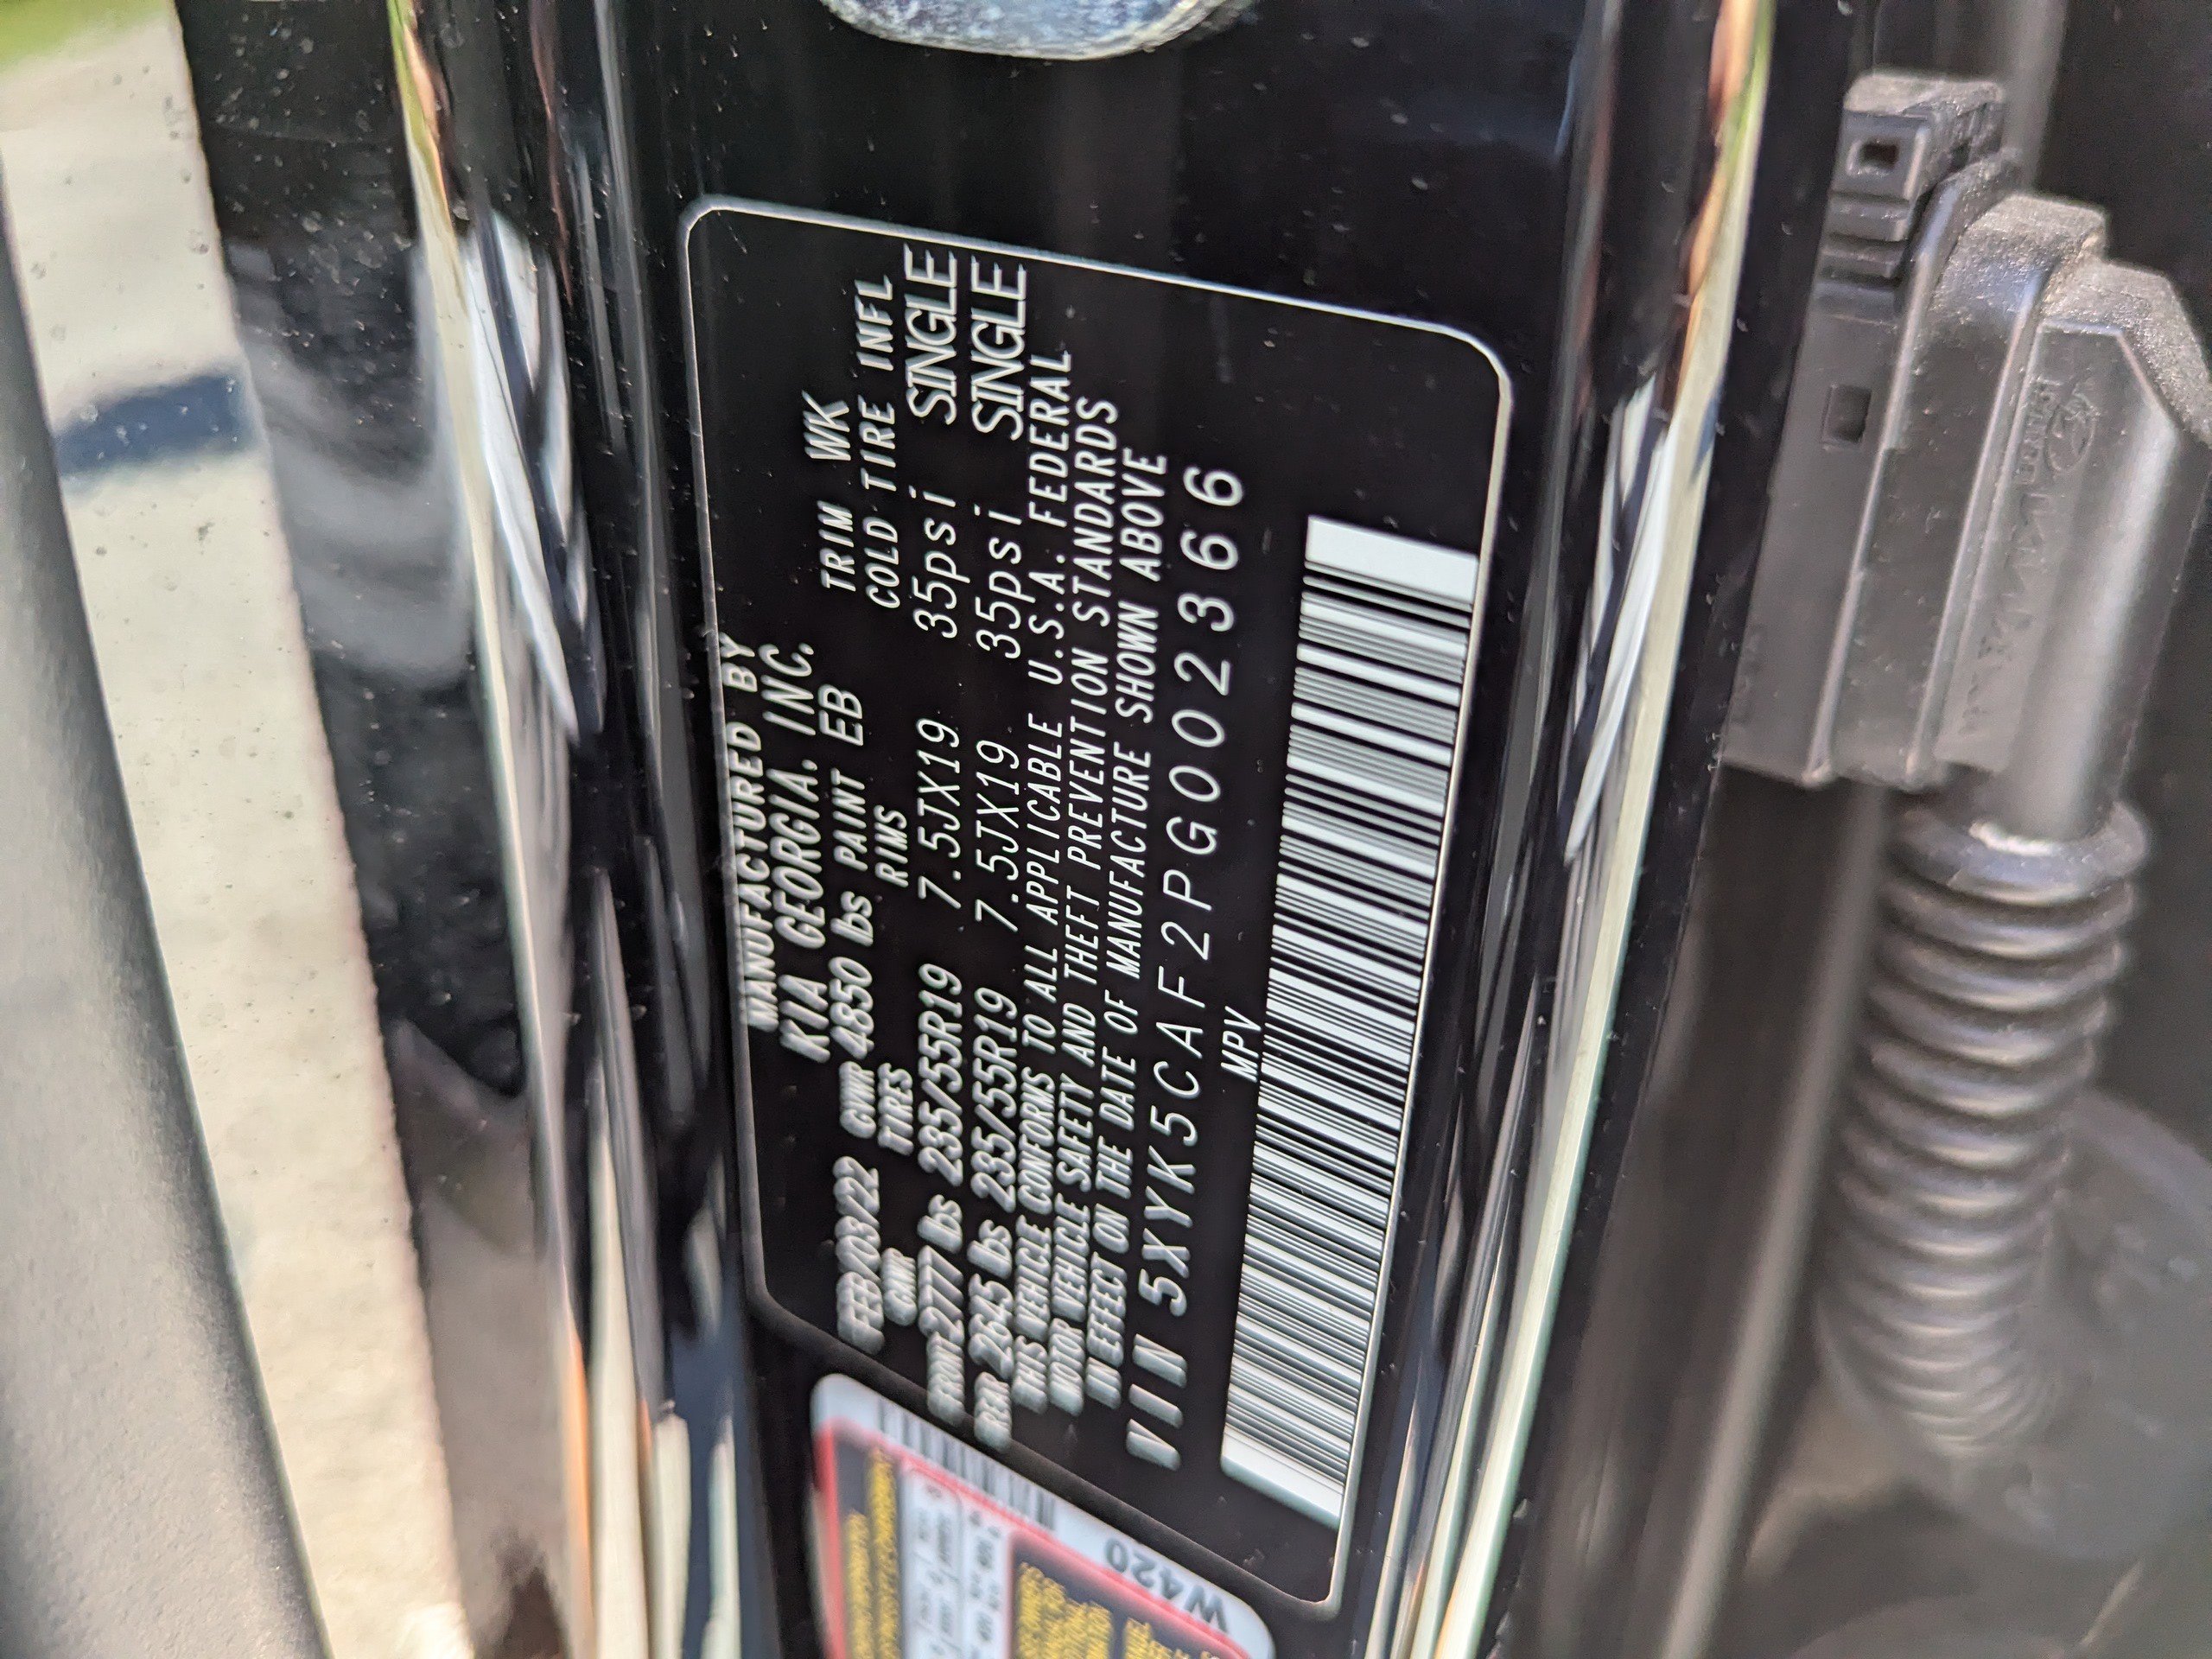 MANUFACTURED BY
KIA GEORGIA, INC.
FEB/03/22 GVWR 4850 lbs PAINT EB TRIM WK
GAWR TIRES RIMS COLD TIRE INFL
FRONT 2777 lbs 235/55R19 7.5JX19 35psi SINGLE
RER 2645 lbs 235/55R19 7.5JX19 35psi SINGLE
THIS VEHICLE CONFORMS TO ALL APPLICABLE U.S.A. FEDERAL
MOTOR VEHICLE SAFETY AND THEFT PREVENTION STANDARDS
IN EFFECT ON THE DATE OF MANUFACTURE SHOWN ABOVE
VIN 5XYK5CAF2PG002366
MPV
W420